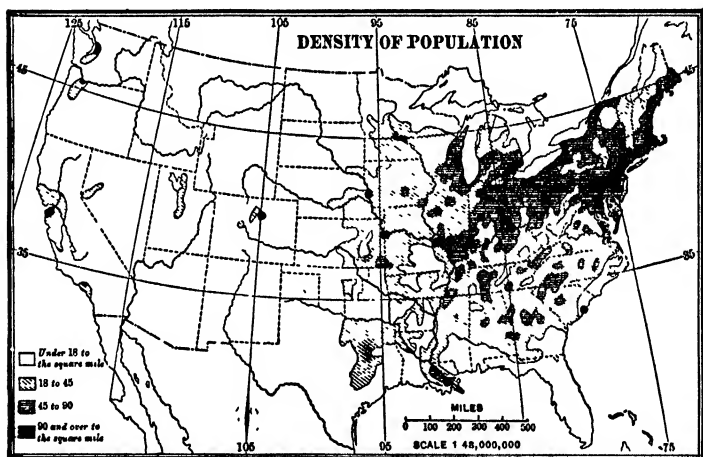 125
115
105
95
85
75
DENSITY OF POPULATION
45
45
35
35
Under 18 to
the square mile
18 to 45
45 to 90
90 and over to
the square mile
MILES
0 100 200 300 400 500
SCALE 1 48,000,000
105
95
75